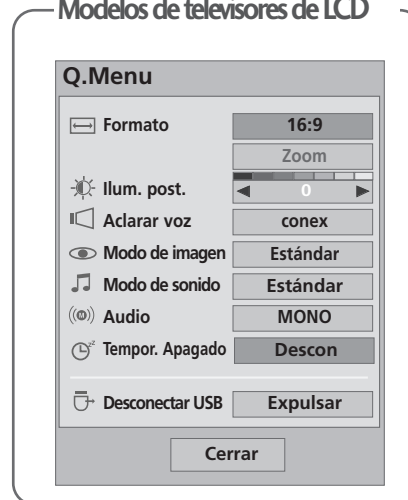 Modelos de televisores de LCD
Q.Menu
Formato 16:9
Zoom
Ilum. post. 0
Aclarar voz conex
Modo de imagen Estándar
Modo de sonido Estándar
Audio MONO
Tempor. Apagado Descon
Desconectar USB Expulsar
Cerrar